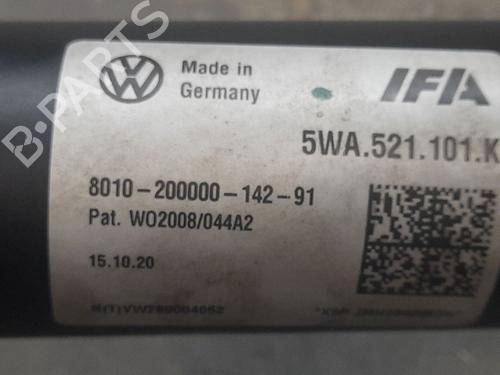 Made in
Germany
IFA
5WA.521.101.K
8010-200000-142-91
Pat. WO2008/044A2
15.10.20
B-PARTS